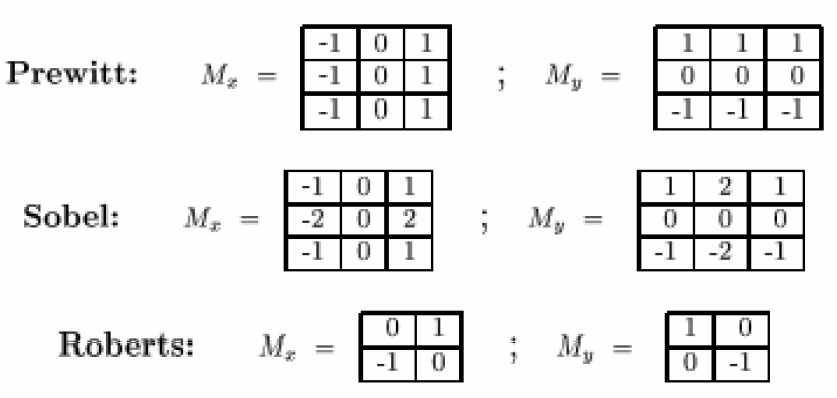 -1 0 1
1 1 1
Prewitt: Mx = -1 0 1 ; My = 0 0 0
-1 0 1
-1 -1 -1
-1 0 1
1 2 1
Sobel: Mx = -2 0 2 ; My = 0 0 0
-1 0 1
-1 -2 -1
0 1
1 0
Roberts: Mx = ; My =
-1 0
0 -1